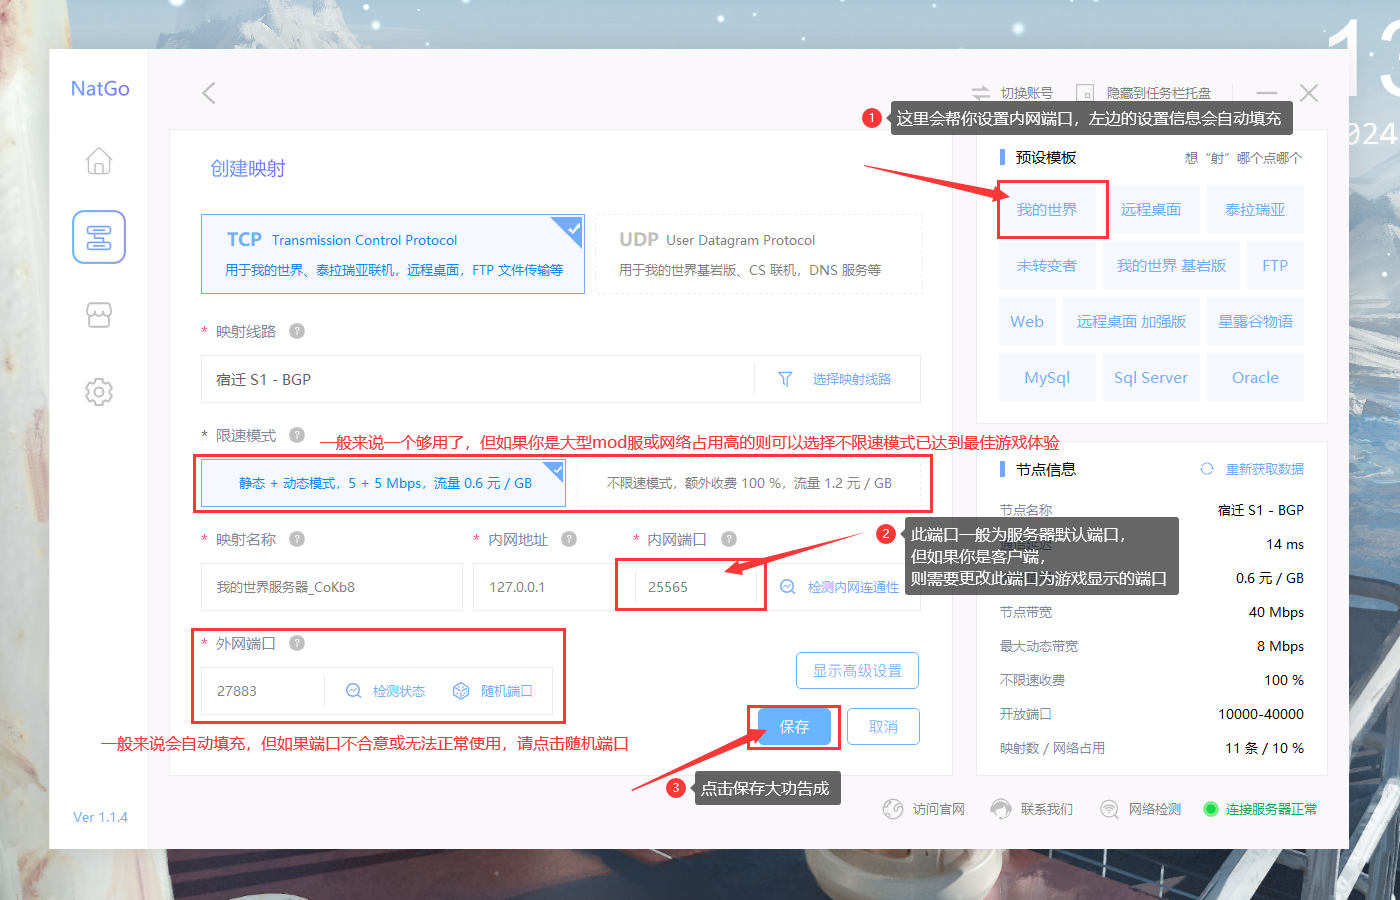 13
024
NatGo
切换账号
隐藏到任务栏托盘
1
这里会帮你设置内网端口，左边的设置信息会自动填充
创建映射
TCP Transmission Control Protocol
用于我的世界、泰拉瑞亚联机，远程桌面，FTP 文件传输等
UDP User Datagram Protocol
用于我的世界基岩版、CS 联机，DNS 服务等
* 映射线路 ?
宿迁 S1 - BGP
选择映射线路
* 限速模式 ?
一般来说一个够用了，但如果你是大型mod服或网络占用高的则可以选择不限速模式已达到最佳游戏体验
静态 + 动态模式，5 + 5 Mbps，流量 0.6 元 / GB
不限速模式，额外收费 100 %，流量 1.2 元 / GB
* 映射名称 ?
* 内网地址 ?
* 内网端口 ?
我的世界服务器_CoKb8
127.0.0.1
25565
检测内网连通性
2
此端口一般为服务器默认端口，
但如果你是客户端，
则需要更改此端口为游戏显示的端口
* 外网端口 ?
27883
检测状态
随机端口
一般来说会自动填充，但如果端口不合意或无法正常使用，请点击随机端口
显示高级设置
保存
取消
3
点击保存大功告成
预设模板
想 “射” 哪个点哪个
我的世界
远程桌面
泰拉瑞亚
未转变者
我的世界 基岩版
FTP
Web
远程桌面 加强版
星露谷物语
MySql
Sql Server
Oracle
节点信息
重新获取数据
节点名称
宿迁 S1 - BGP
14 ms
0.6 元 / GB
节点带宽
40 Mbps
最大动态带宽
8 Mbps
不限速收费
100 %
开放端口
10000-40000
映射数 / 网络占用
11 条 / 10 %
Ver 1.1.4
访问官网
联系我们
网络检测
连接服务器正常